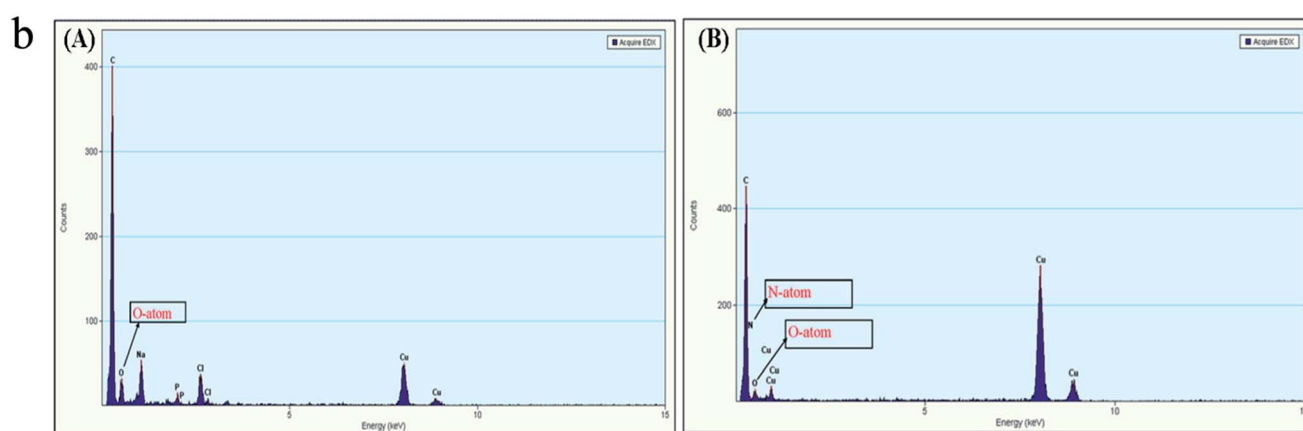 b
(A)
Acquire EDX
C
400
300
200
100
Counts
O-atom
O
Na
P
P
Cl
Cl
Cu
Cu
5
10
15
Energy (keV)
(B)
Acquire EDX
600
400
200
Counts
C
N-atom
N
O-atom
Cu
O
Cu
Cu
Cu
Cu
5
10
1
Energy (keV)